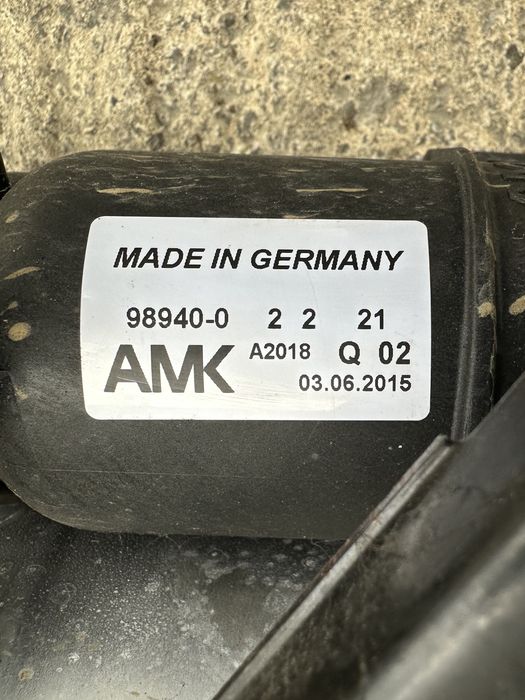 MADE IN GERMANY
98940-0 2 2 21
AMK A2018 Q 02
03.06.2015